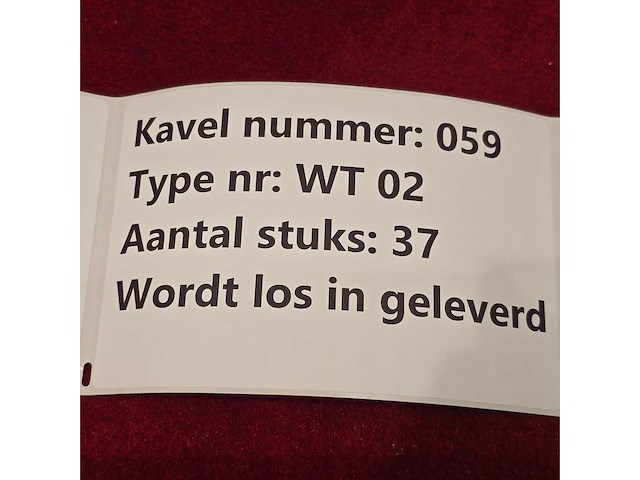 Kavel nummer: 059
Type nr: WT 02
Aantal stuks: 37
Wordt los in geleverd